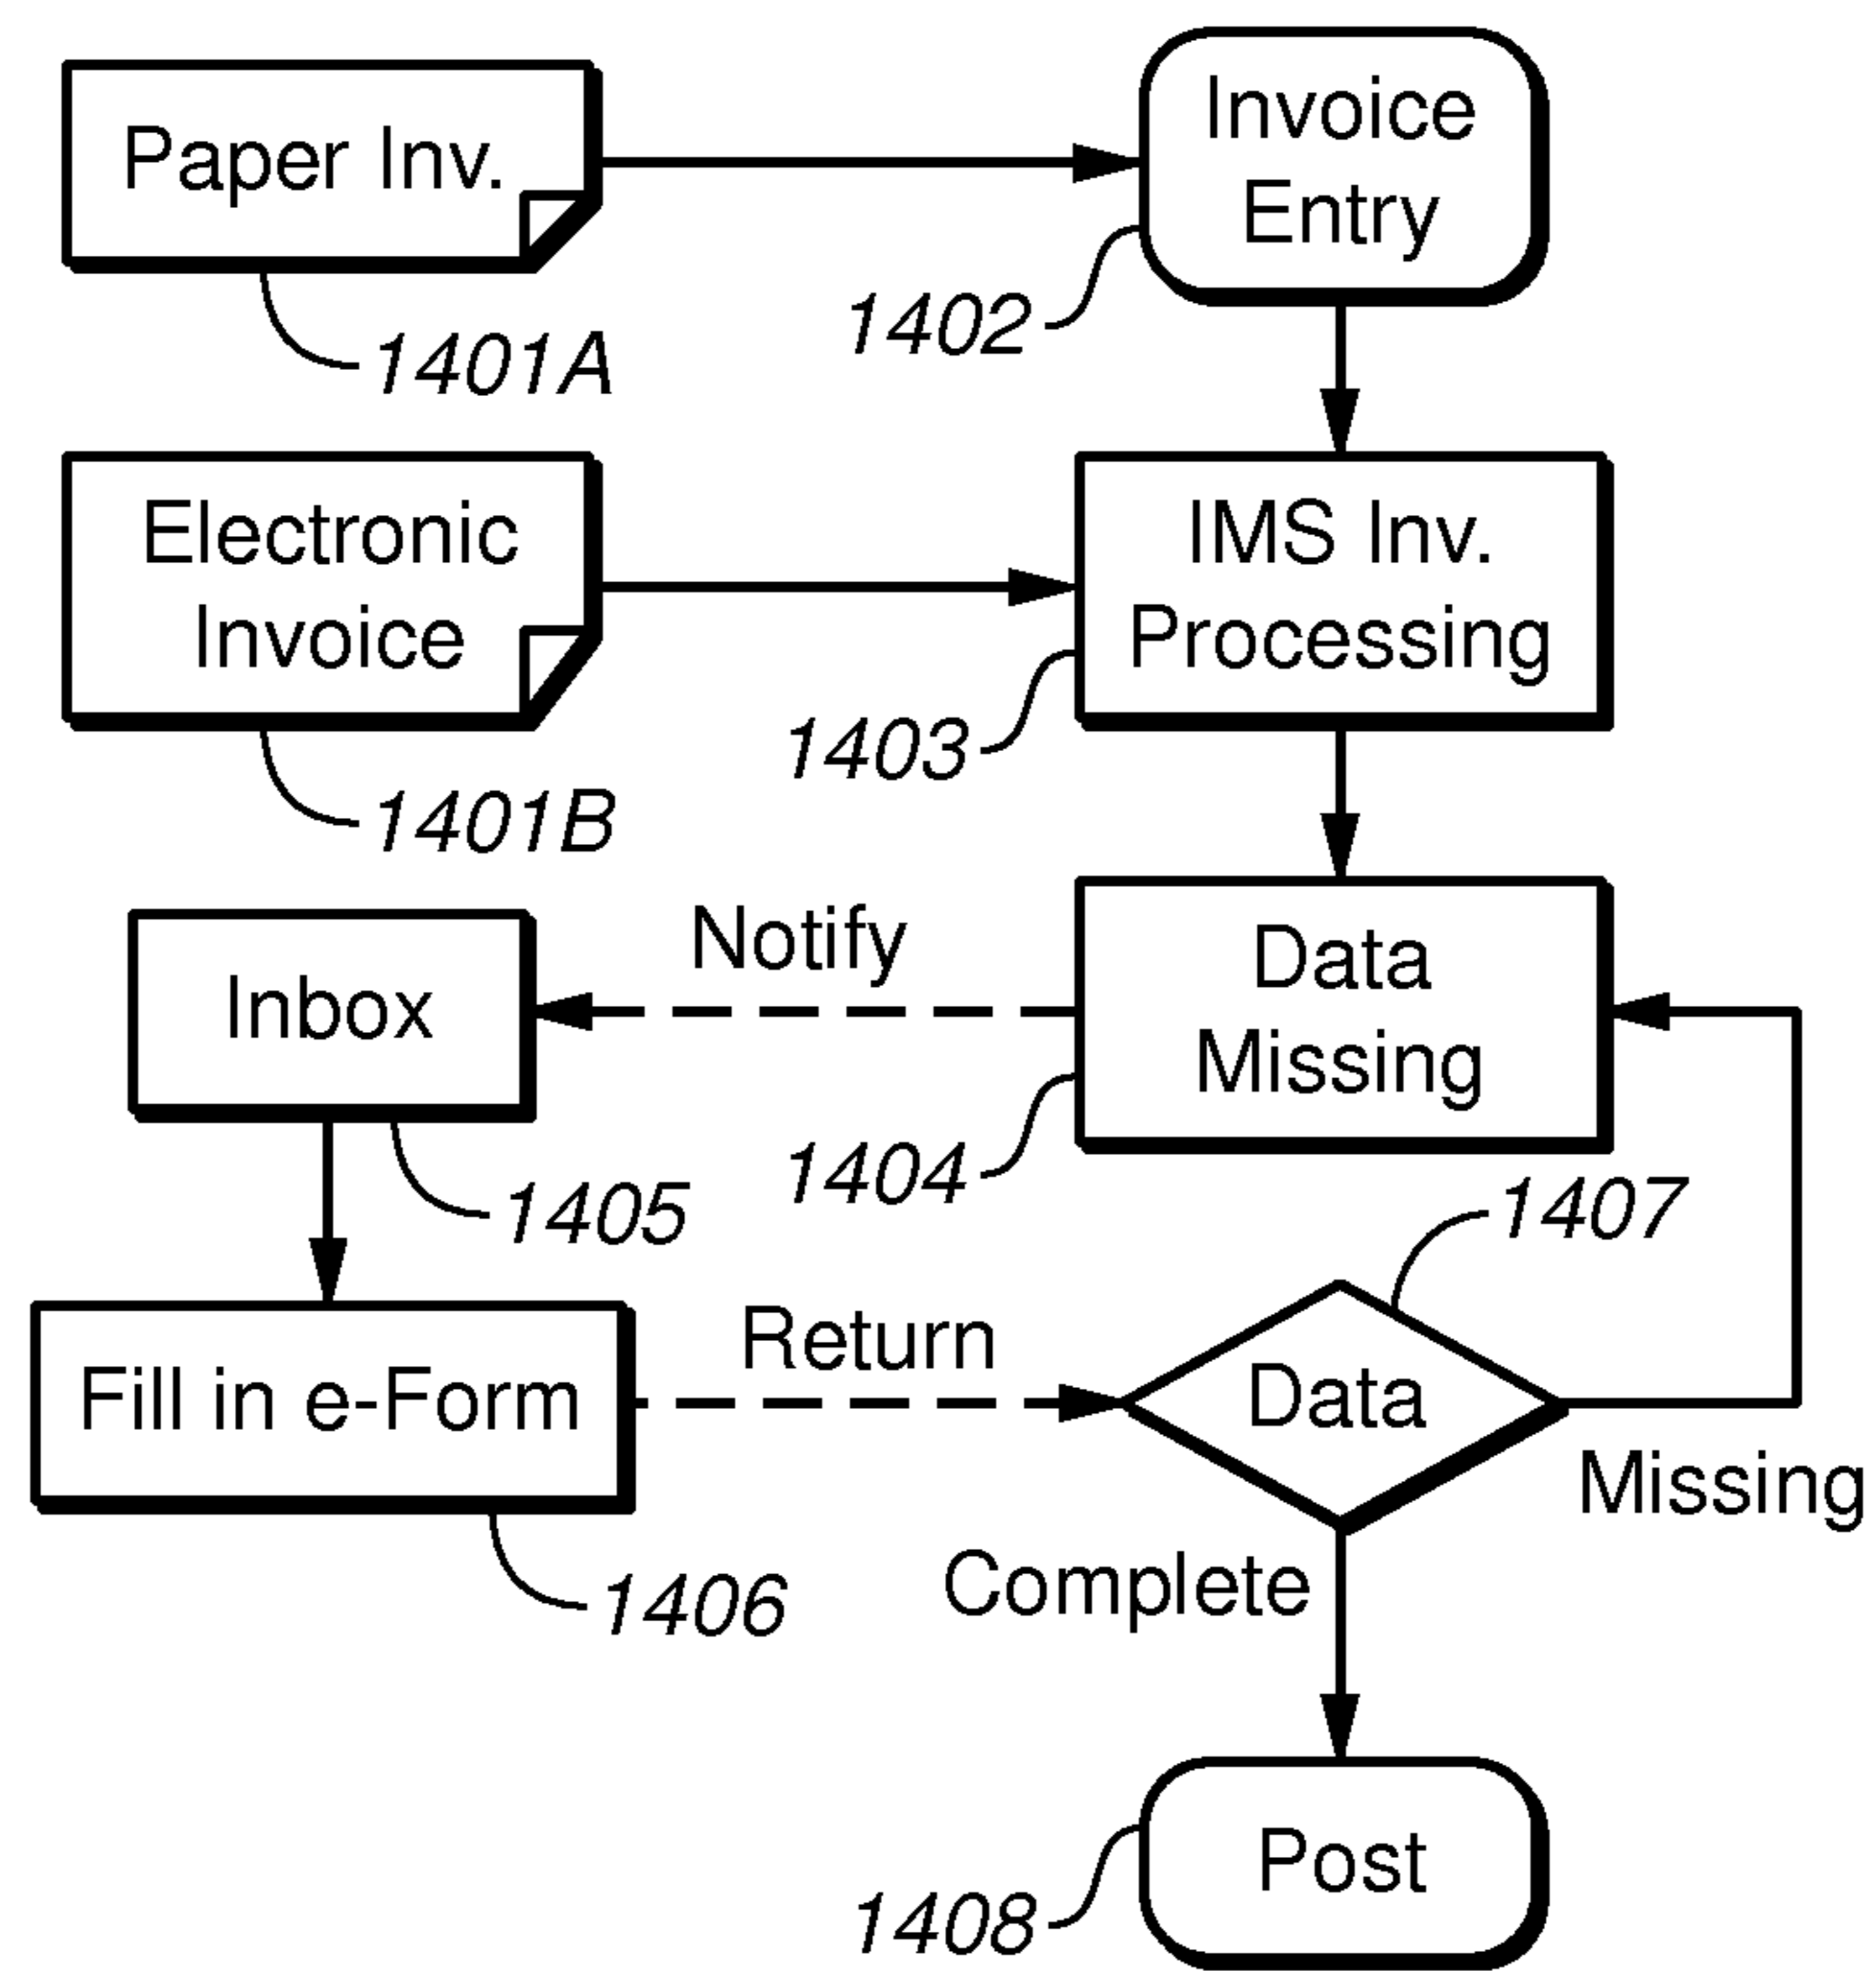 Paper Inv.
1401A
Invoice
Entry
1402
Electronic
Invoice
1401B
IMS Inv.
Processing
1403
Inbox
1405
Notify
Data
Missing
1404
1407
Fill in e-Form
1406
Return
Data
Missing
Complete
Post
1408